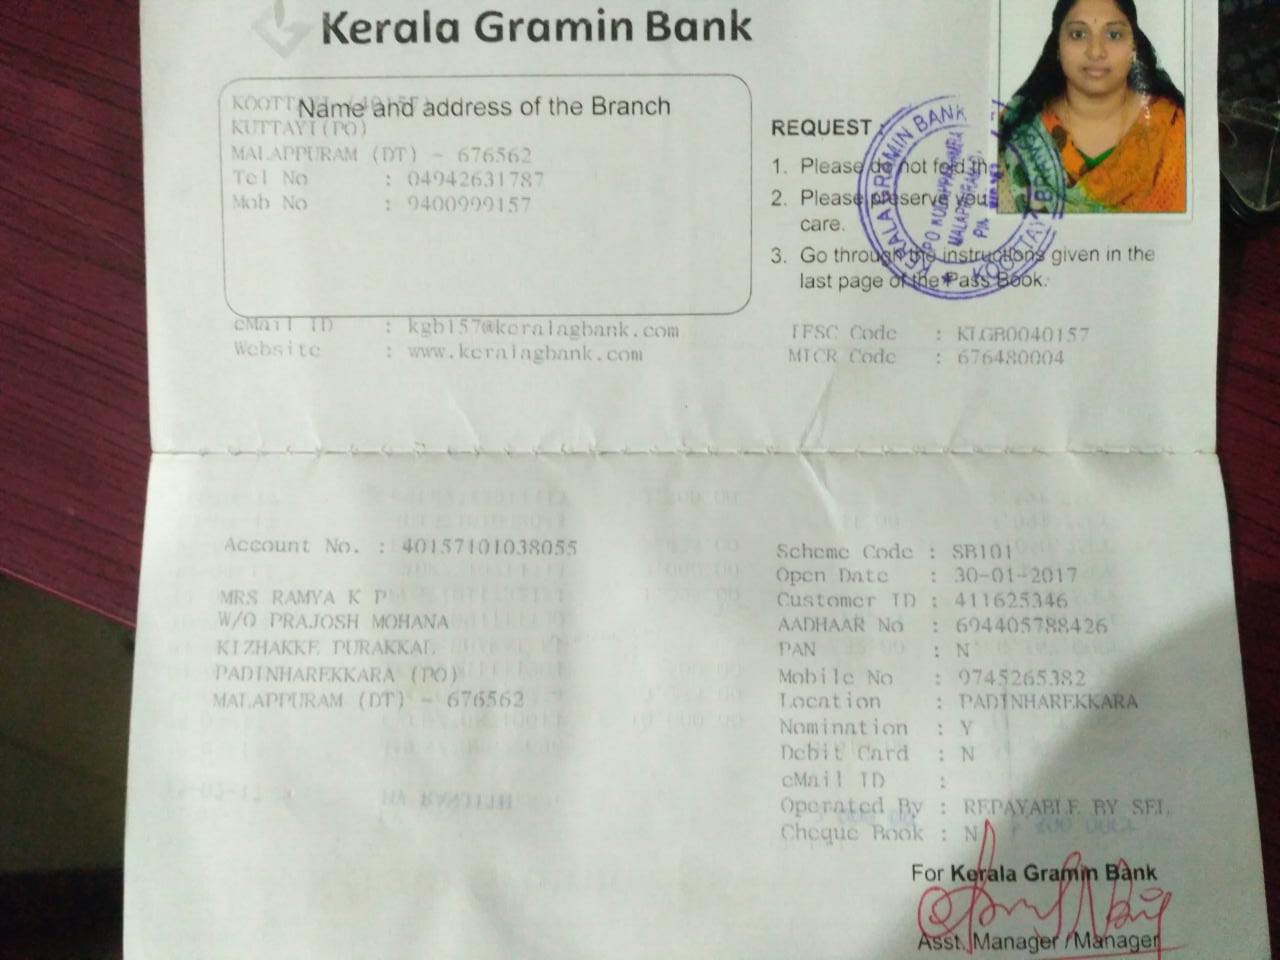 Kerala Gramin Bank
Name and address of the Branch
KOOTTAYI (40157)
KUTTAYI(PO)
MALAPPURAM (DT) - 676562
Tel No : 04942631787
Mob No : 9400999157
eMail ID : kgb157@keralagbank.com
Website : www.keralagbank.com
REQUEST
1. Please do not fold th
2. Please preserve you
care.
3. Go through the instructions given in the
last page of the Pass Book.
KERALA GRAMIN BANK
KOOTTAYI BRANCH
MALAPPURAM
PIN
IFSC Code : KLGB0040157
MICR Code : 676480004
Account No. : 40157101038055
MRS RAMYA K P
W/O PRAJOSH MOHANA
KIZHAKKE PURAKKAL
PADINHAREKKARA (PO)
MALAPPURAM (DT) - 676562
Scheme Code : SB101
Open Date : 30-01-2017
Customer ID : 411625346
AADHAAR No : 694405788426
PAN : N
Mobile No : 9745265382
Location : PADINHAREKKARA
Nomination : Y
Debit Card : N
eMail ID :
Operated By : REPAYABLE BY SEL
Cheque Book : N
For Kerala Gramin Bank
Asst. Manager / Manager